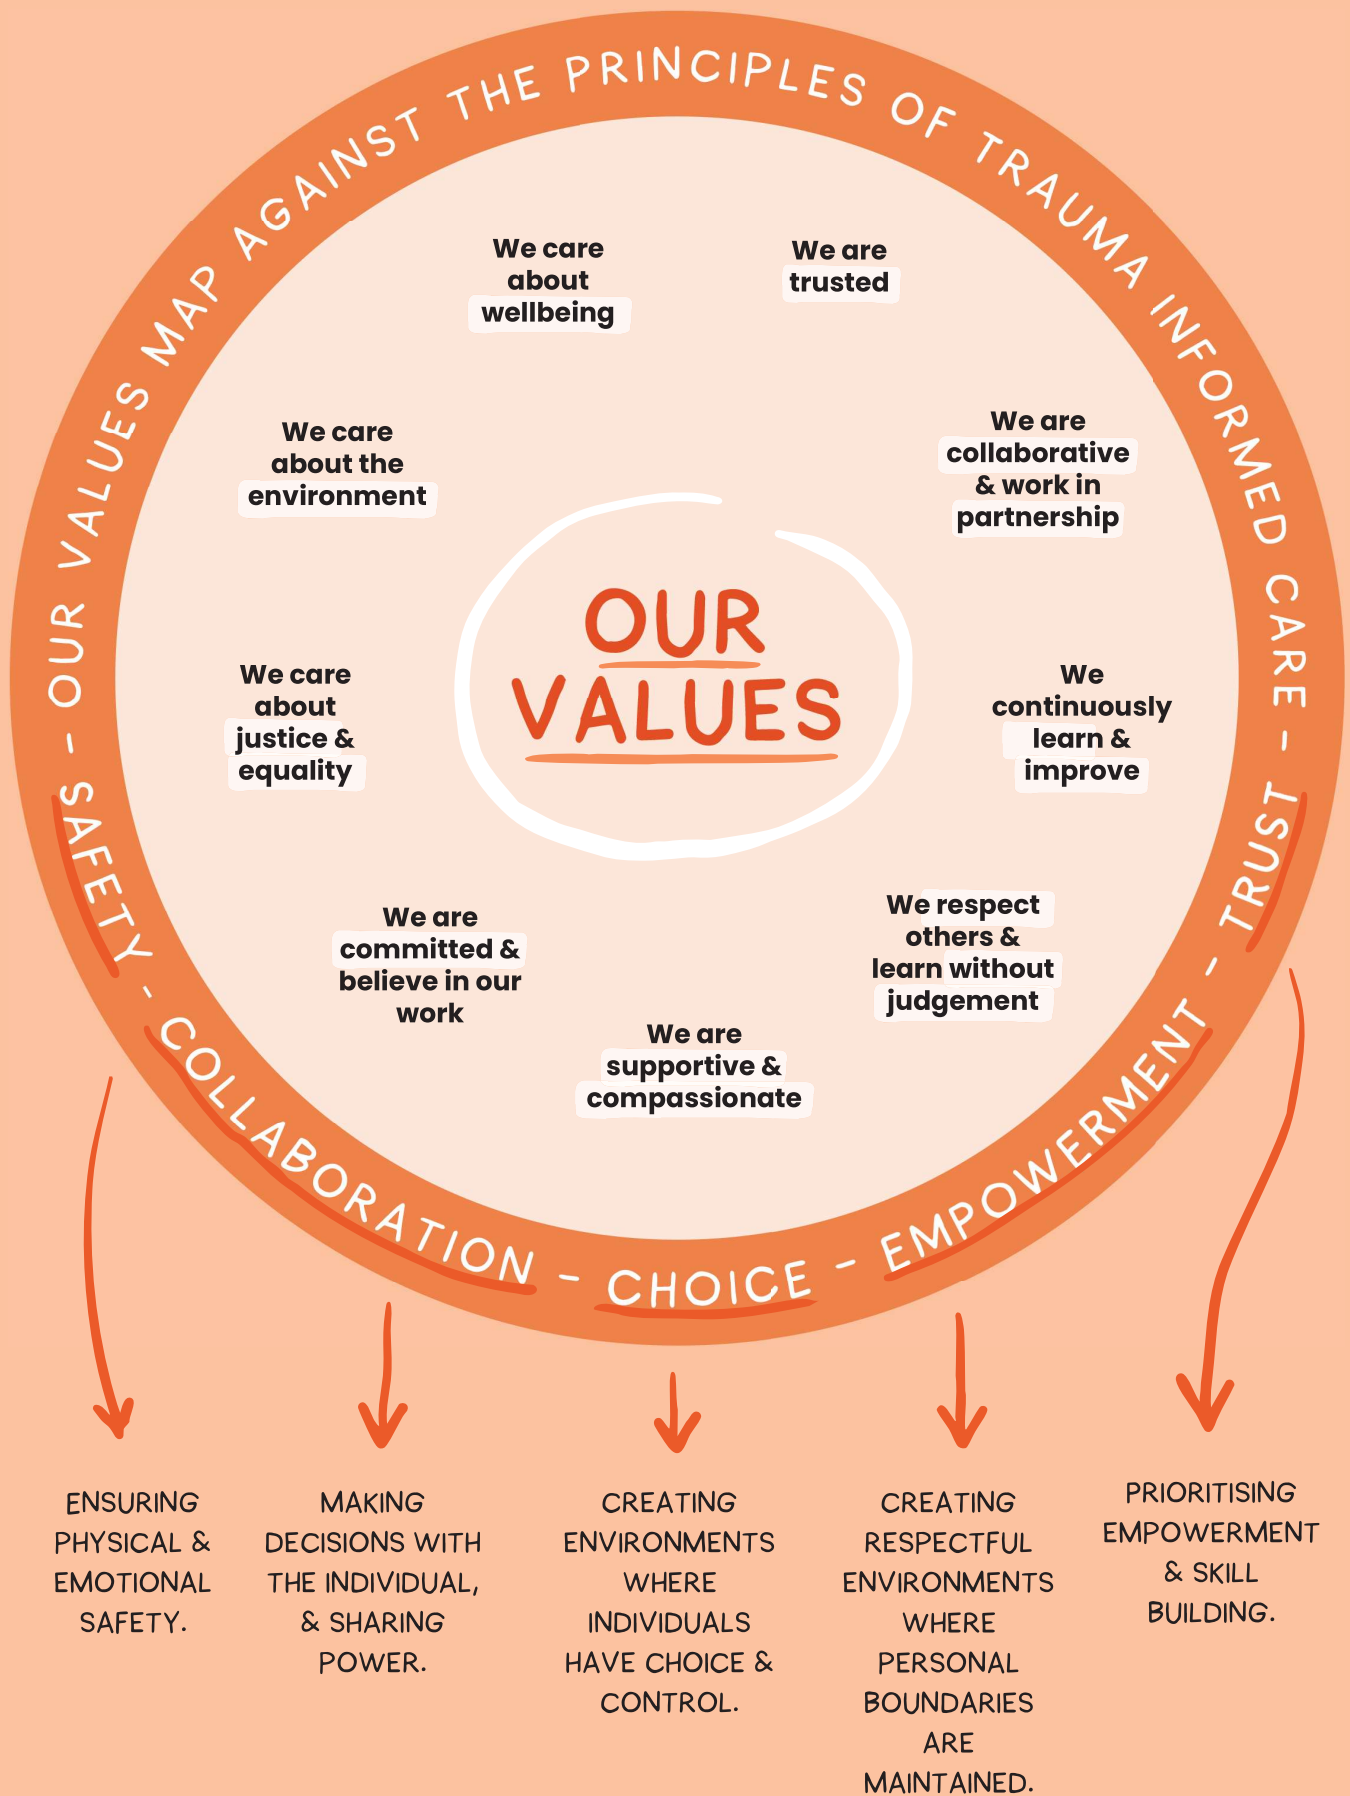 - OUR VALUES MAP AGAINST THE PRINCIPLES OF TRAUMA INFORMED CARE -
We care
about
wellbeing
We are
trusted
We care
about the
environment
We are
collaborative
& work in
partnership
OUR
VALUES
We care
about
justice &
equality
We
continuously
learn &
improve
We are
committed &
believe in our
work
We respect
others &
learn without
judgement
We are
supportive &
compassionate
SAFETY - COLLABORATION - CHOICE - EMPOWERMENT - TRUST
ENSURING
PHYSICAL &
EMOTIONAL
SAFETY.
MAKING
DECISIONS WITH
THE INDIVIDUAL,
& SHARING
POWER.
CREATING
ENVIRONMENTS
WHERE
INDIVIDUALS
HAVE CHOICE &
CONTROL.
CREATING
RESPECTFUL
ENVIRONMENTS
WHERE
PERSONAL
BOUNDARIES
ARE
MAINTAINED.
PRIORITISING
EMPOWERMENT
& SKILL
BUILDING.